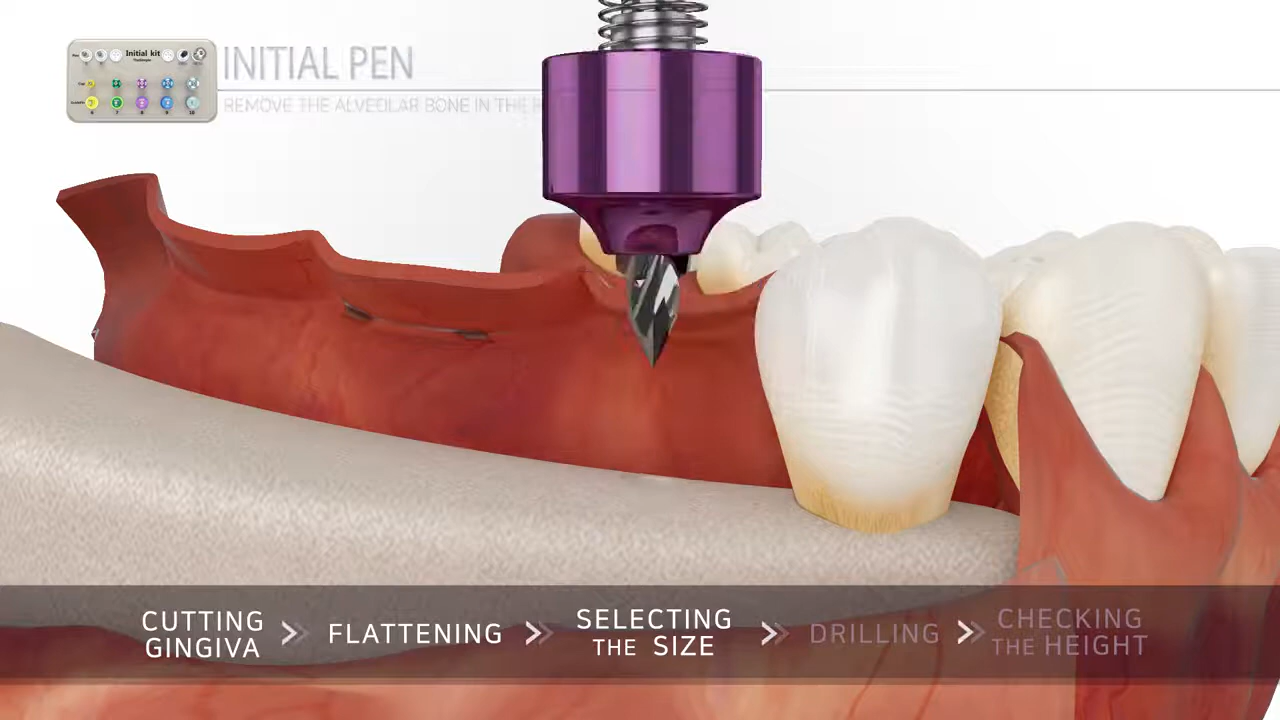 Initial kit
INITIAL PEN
REMOVE THE ALVEOLAR BONE IN THE
CUTTING
GINGIVA
FLATTENING
SELECTING
THE SIZE
DRILLING
CHECKING
THE HEIGHT